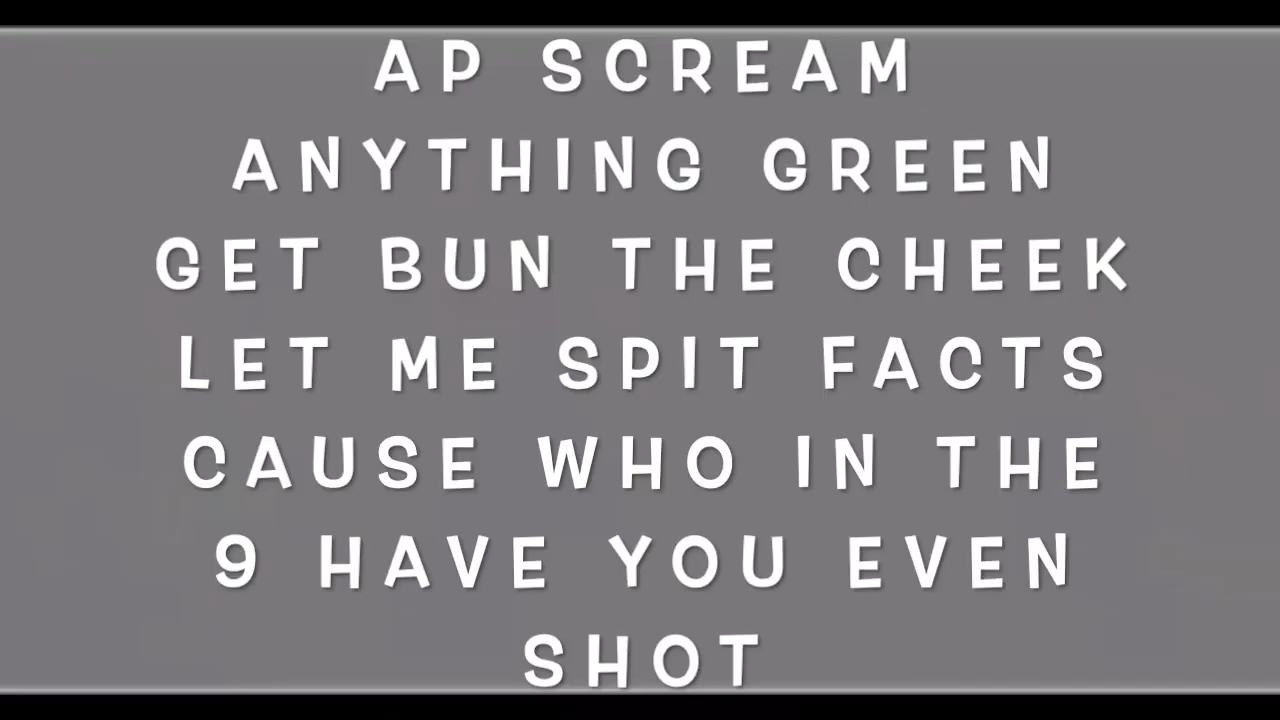 AP SCREAM
ANYTHING GREEN
GET BUN THE CHEEK
LET ME SPIT FACTS
CAUSE WHO IN THE
9 HAVE YOU EVEN
SHOT